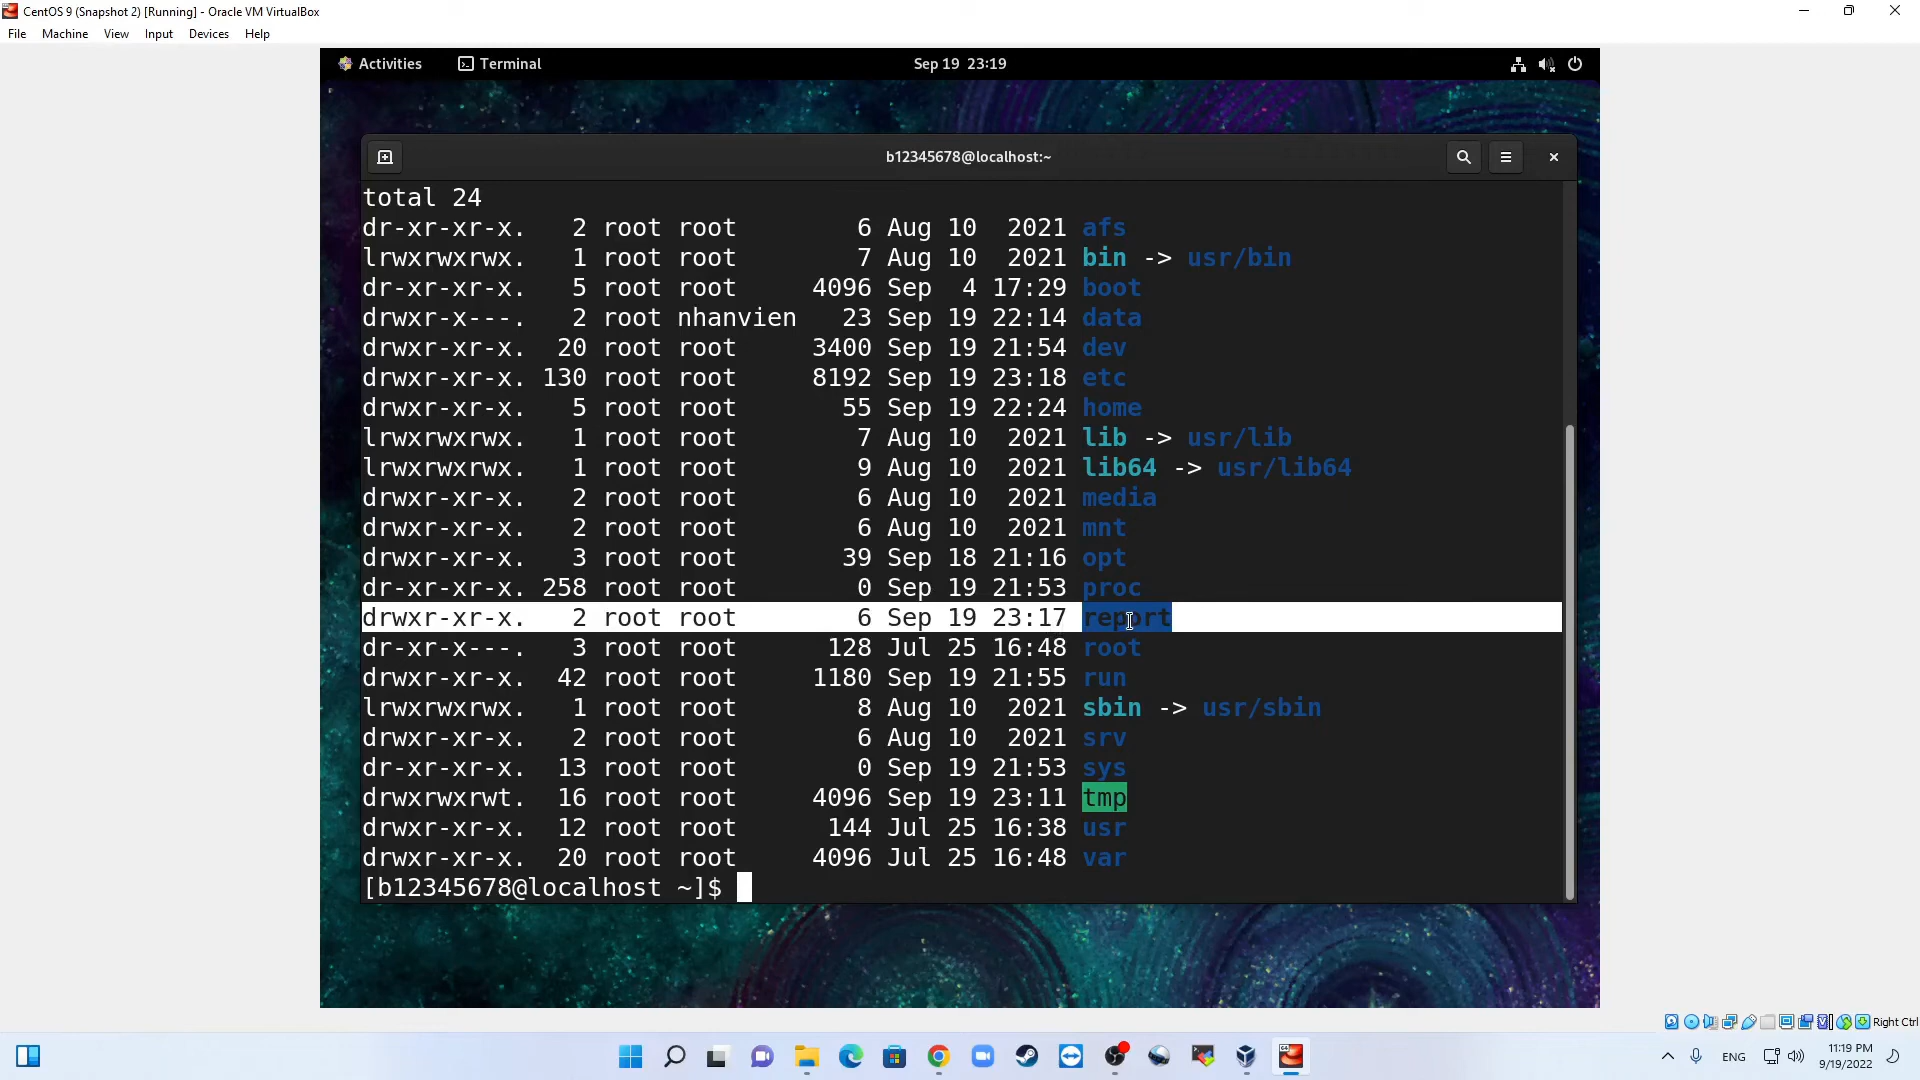 CentOS 9 (Snapshot 2) [Running] - Oracle VM VirtualBox
File Machine View Input Devices Help
Activities Terminal Sep 19 23:19
b12345678@localhost:~
total 24
dr-xr-xr-x. 2 root root 6 Aug 10 2021 afs
lrwxrwxrwx. 1 root root 7 Aug 10 2021 bin -> usr/bin
dr-xr-xr-x. 5 root root 4096 Sep 4 17:29 boot
drwxr-x---. 2 root nhanvien 23 Sep 19 22:14 data
drwxr-xr-x. 20 root root 3400 Sep 19 21:54 dev
drwxr-xr-x. 130 root root 8192 Sep 19 23:18 etc
drwxr-xr-x. 5 root root 55 Sep 19 22:24 home
lrwxrwxrwx. 1 root root 7 Aug 10 2021 lib -> usr/lib
lrwxrwxrwx. 1 root root 9 Aug 10 2021 lib64 -> usr/lib64
drwxr-xr-x. 2 root root 6 Aug 10 2021 media
drwxr-xr-x. 2 root root 6 Aug 10 2021 mnt
drwxr-xr-x. 3 root root 39 Sep 18 21:16 opt
dr-xr-xr-x. 258 root root 0 Sep 19 21:53 proc
drwxr-xr-x. 2 root root 6 Sep 19 23:17 report
dr-xr-x---. 3 root root 128 Jul 25 16:48 root
drwxr-xr-x. 42 root root 1180 Sep 19 21:55 run
lrwxrwxrwx. 1 root root 8 Aug 10 2021 sbin -> usr/sbin
drwxr-xr-x. 2 root root 6 Aug 10 2021 srv
dr-xr-xr-x. 13 root root 0 Sep 19 21:53 sys
drwxrwxrwt. 16 root root 4096 Sep 19 23:11 tmp
drwxr-xr-x. 12 root root 144 Jul 25 16:38 usr
drwxr-xr-x. 20 root root 4096 Jul 25 16:48 var
[b12345678@localhost ~]$
Right Ctrl
ENG
11:19 PM
9/19/2022